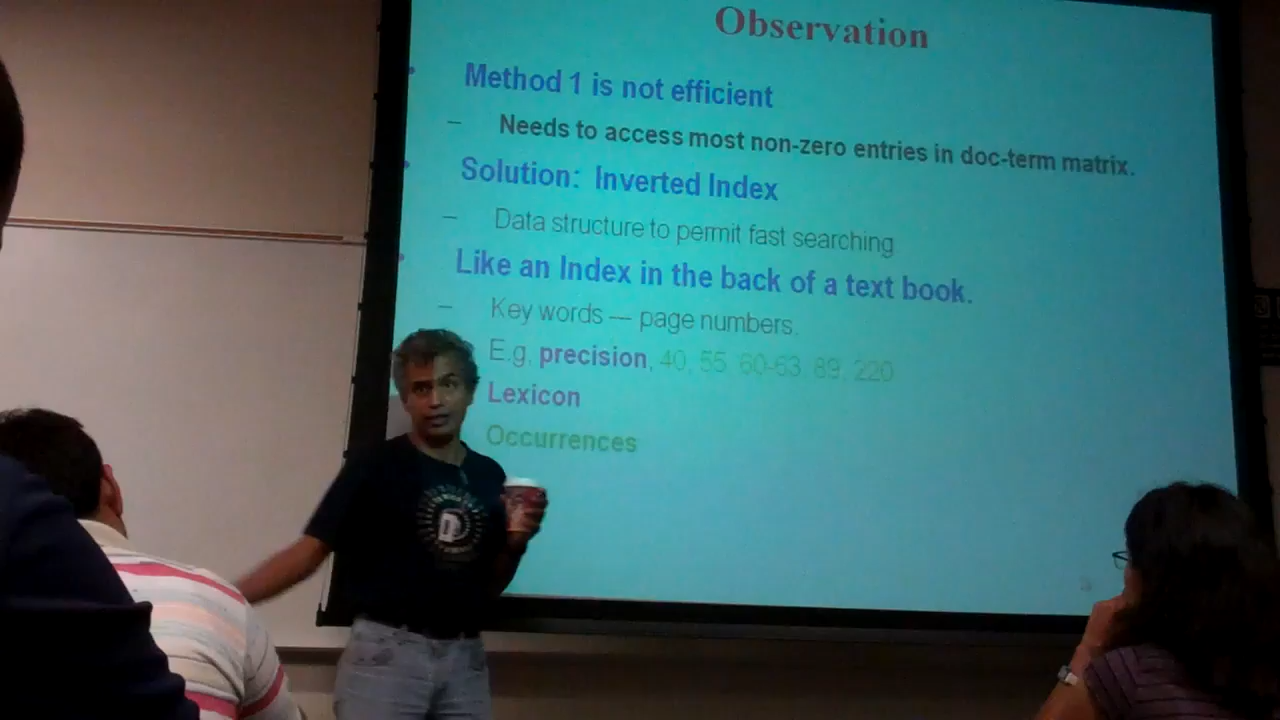 Observation
• Method 1 is not efficient
– Needs to access most non-zero entries in doc-term matrix.
• Solution: Inverted Index
– Data structure to permit fast searching
• Like an Index in the back of a text book.
– Key words — page numbers.
E.g. precision, 40, 55, 60-63, 89, 220
Lexicon
Occurrences